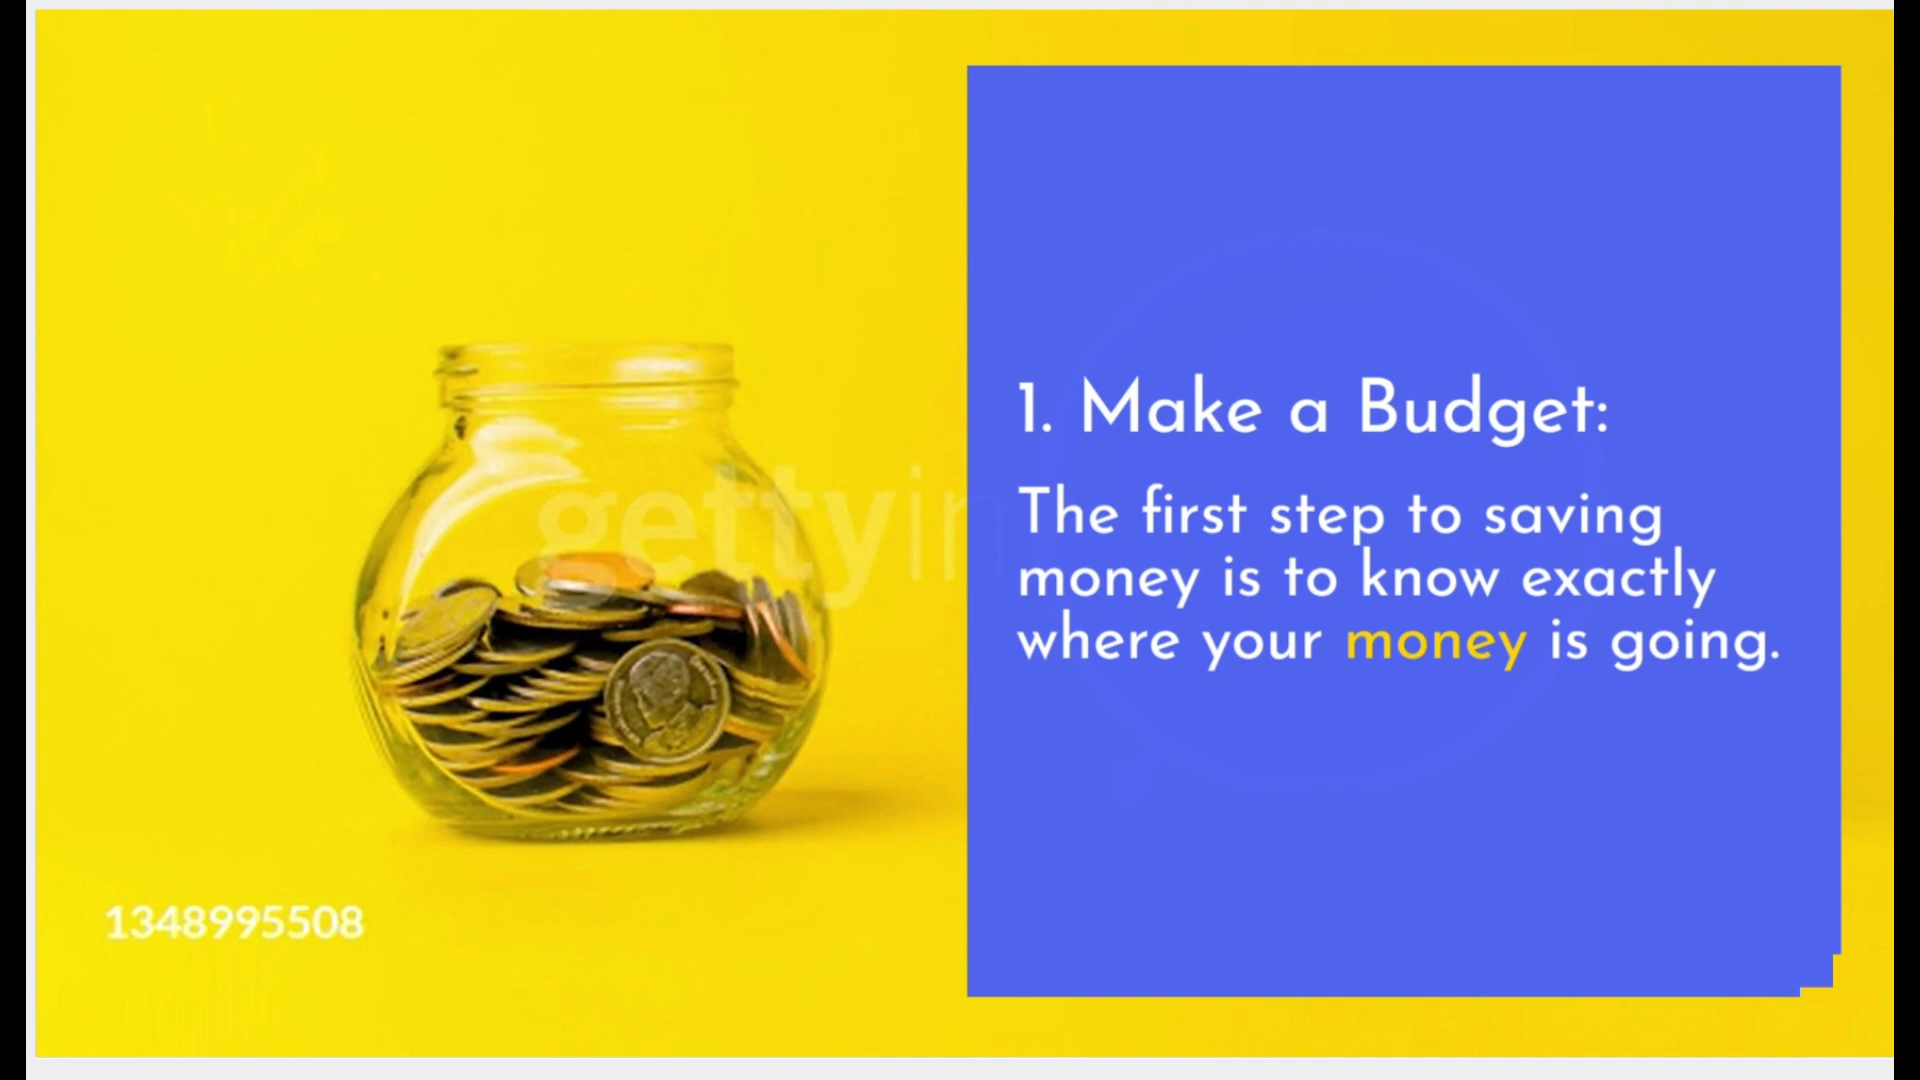 1. Make a Budget:
The first step to saving
money is to know exactly
where your money is going.
gettyim
1348995508